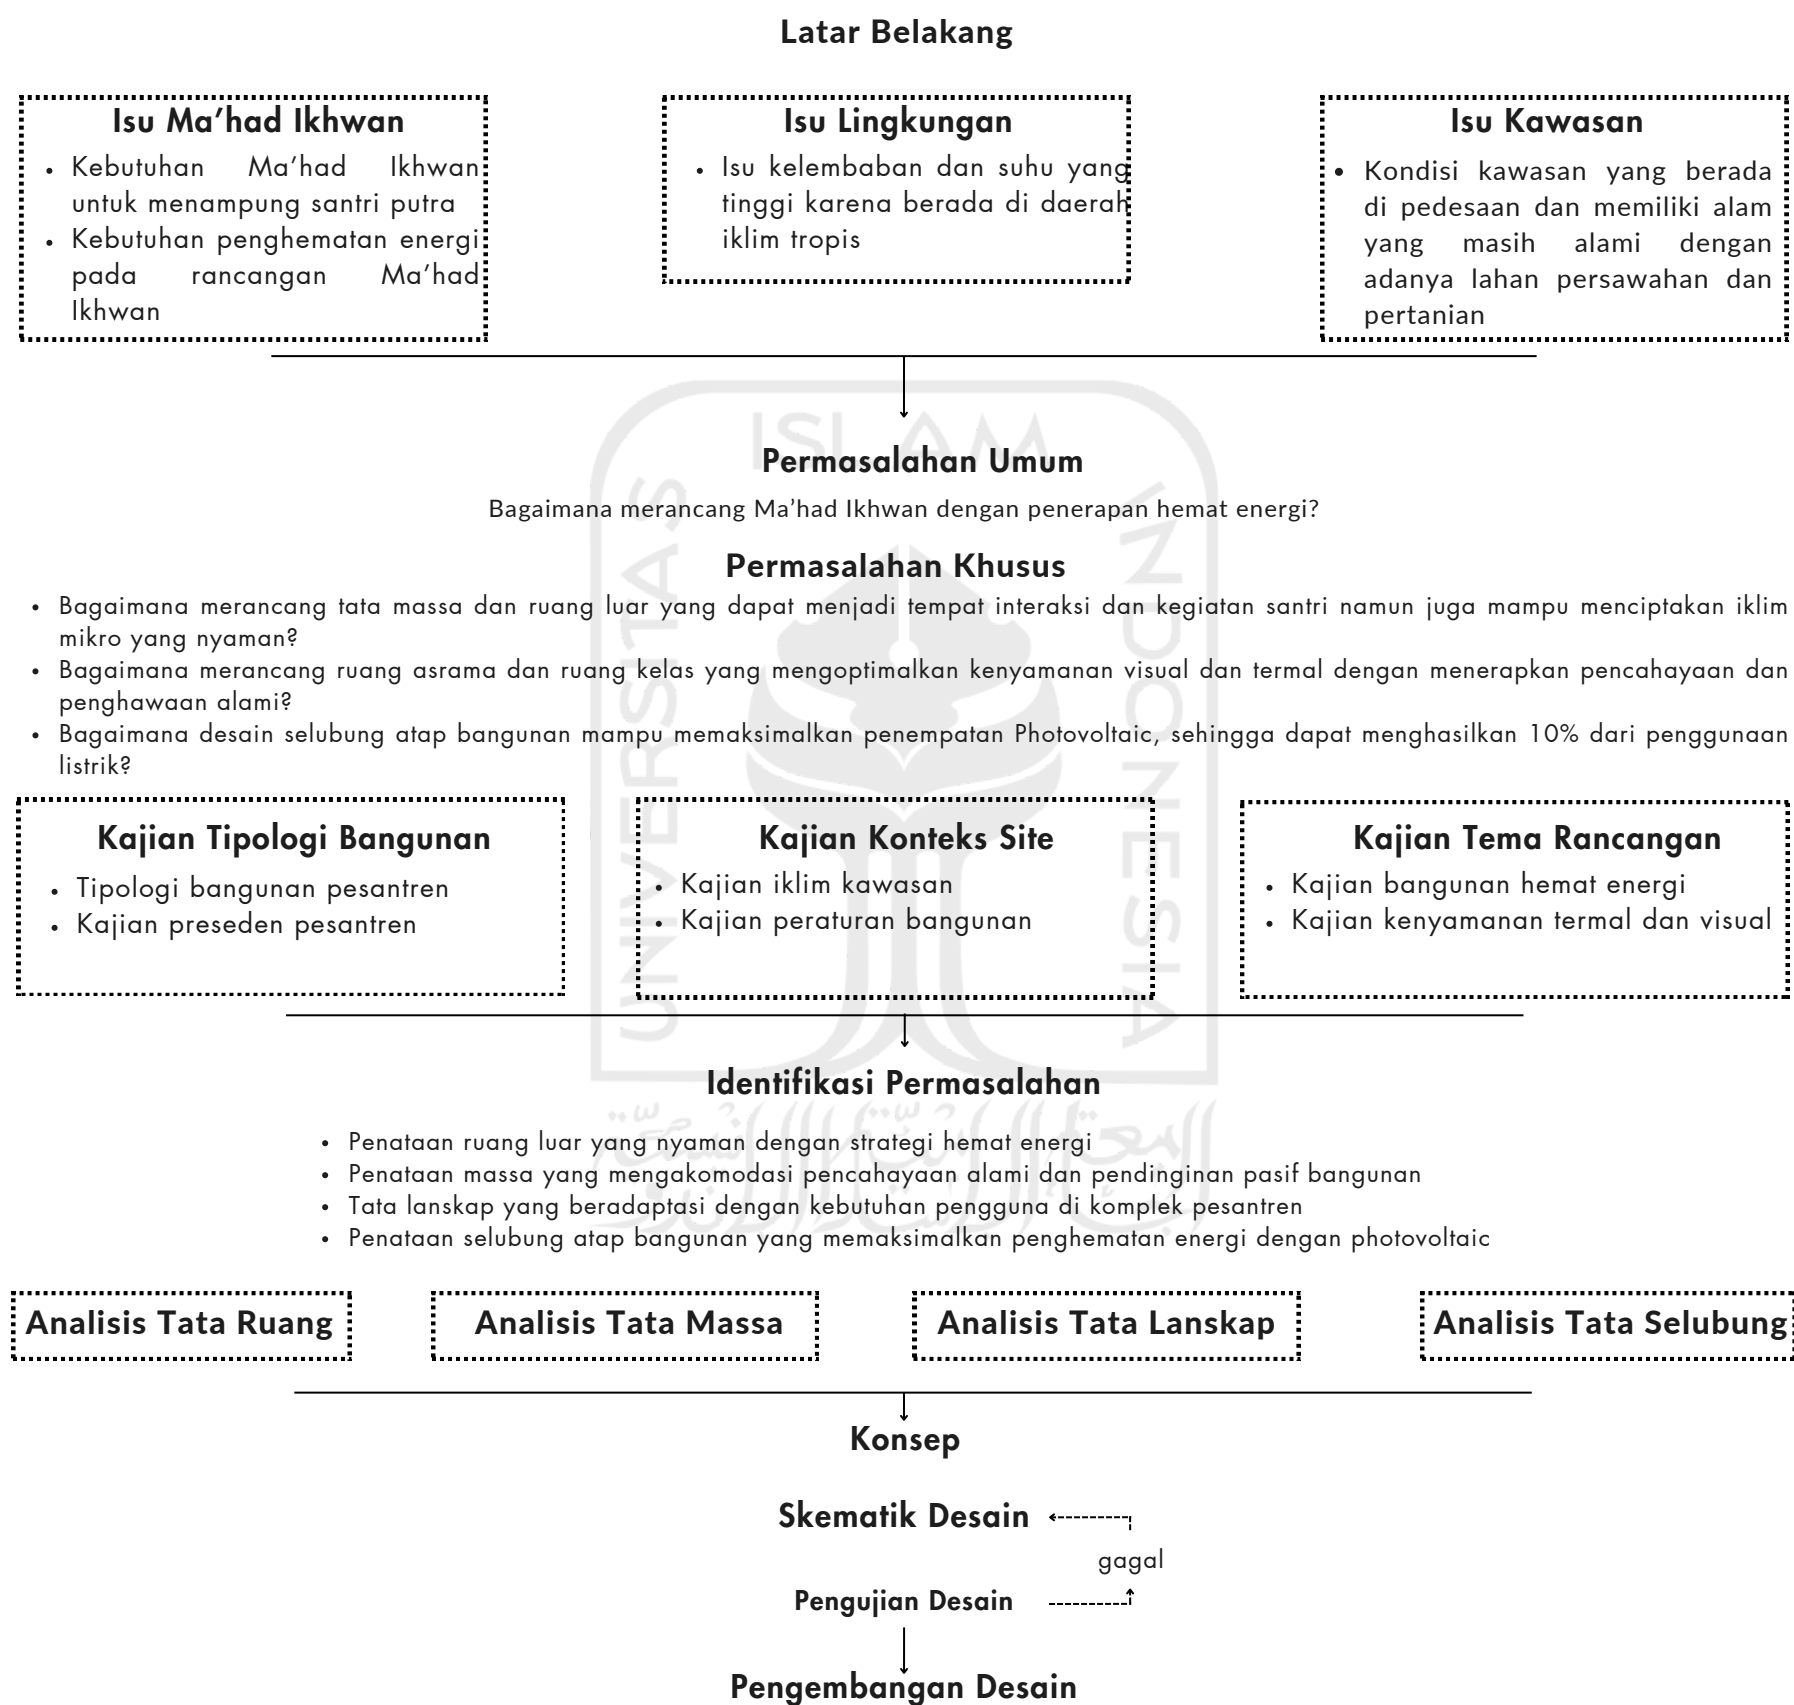 Latar Belakang
Isu Ma'had Ikhwan
• Kebutuhan Ma'had Ikhwan
untuk menampung santri putra
• Kebutuhan penghematan energi
pada rancangan Ma'had
Ikhwan
Isu Lingkungan
• Isu kelembaban dan suhu yang
tinggi karena berada di daerah
iklim tropis
Isu Kawasan
• Kondisi kawasan yang berada
di pedesaan dan memiliki alam
yang masih alami dengan
adanya lahan persawahan dan
pertanian
Permasalahan Umum
Bagaimana merancang Ma'had Ikhwan dengan penerapan hemat energi?
Permasalahan Khusus
• Bagaimana merancang tata massa dan ruang luar yang dapat menjadi tempat interaksi dan kegiatan santri namun juga mampu menciptakan iklim
mikro yang nyaman?
• Bagaimana merancang ruang asrama dan ruang kelas yang mengoptimalkan kenyamanan visual dan termal dengan menerapkan pencahayaan dan
penghawaan alami?
• Bagaimana desain selubung atap bangunan mampu memaksimalkan penempatan Photovoltaic, sehingga dapat menghasilkan 10% dari penggunaan
listrik?
Kajian Tipologi Bangunan
• Tipologi bangunan pesantren
• Kajian preseden pesantren
Kajian Konteks Site
• Kajian iklim kawasan
• Kajian peraturan bangunan
Kajian Tema Rancangan
• Kajian bangunan hemat energi
• Kajian kenyamanan termal dan visual
Identifikasi Permasalahan
• Penataan ruang luar yang nyaman dengan strategi hemat energi
• Penataan massa yang mengakomodasi pencahayaan alami dan pendinginan pasif bangunan
• Tata lanskap yang beradaptasi dengan kebutuhan pengguna di komplek pesantren
• Penataan selubung atap bangunan yang memaksimalkan penghematan energi dengan photovoltaic
Analisis Tata Ruang
Analisis Tata Massa
Analisis Tata Lanskap
Analisis Tata Selubung
Konsep
Skematik Desain
gagal
Pengujian Desain
Pengembangan Desain
UNIVERSITAS
ISLAM
INDONESIA